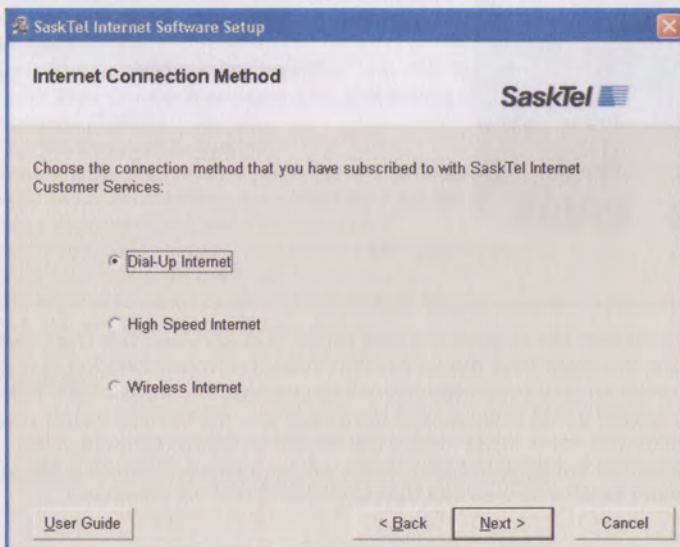 SaskTel Internet Software Setup
Internet Connection Method
SaskTel
Choose the connection method that you have subscribed to with SaskTel Internet
Customer Services:
Dial-Up Internet
High Speed Internet
Wireless Internet
User Guide
< Back
Next >
Cancel